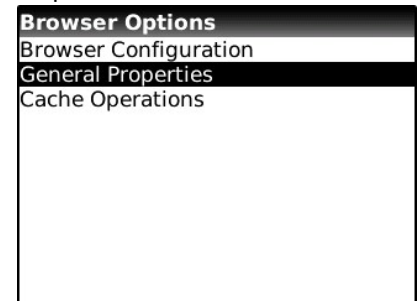 Browser Options
Browser Configuration
General Properties
Cache Operations